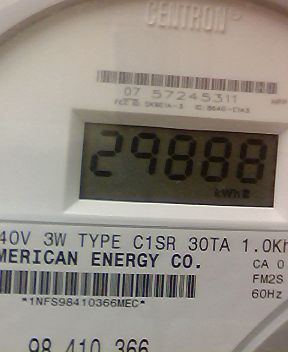 CENTRON®
07 57245311
29888
kWh
40V 3W TYPE C1SR 30TA 1.0Kh
MERICAN ENERGY CO.
CA 0
FM2S
60Hz
*1NFS98410366MEC*
98 410 366